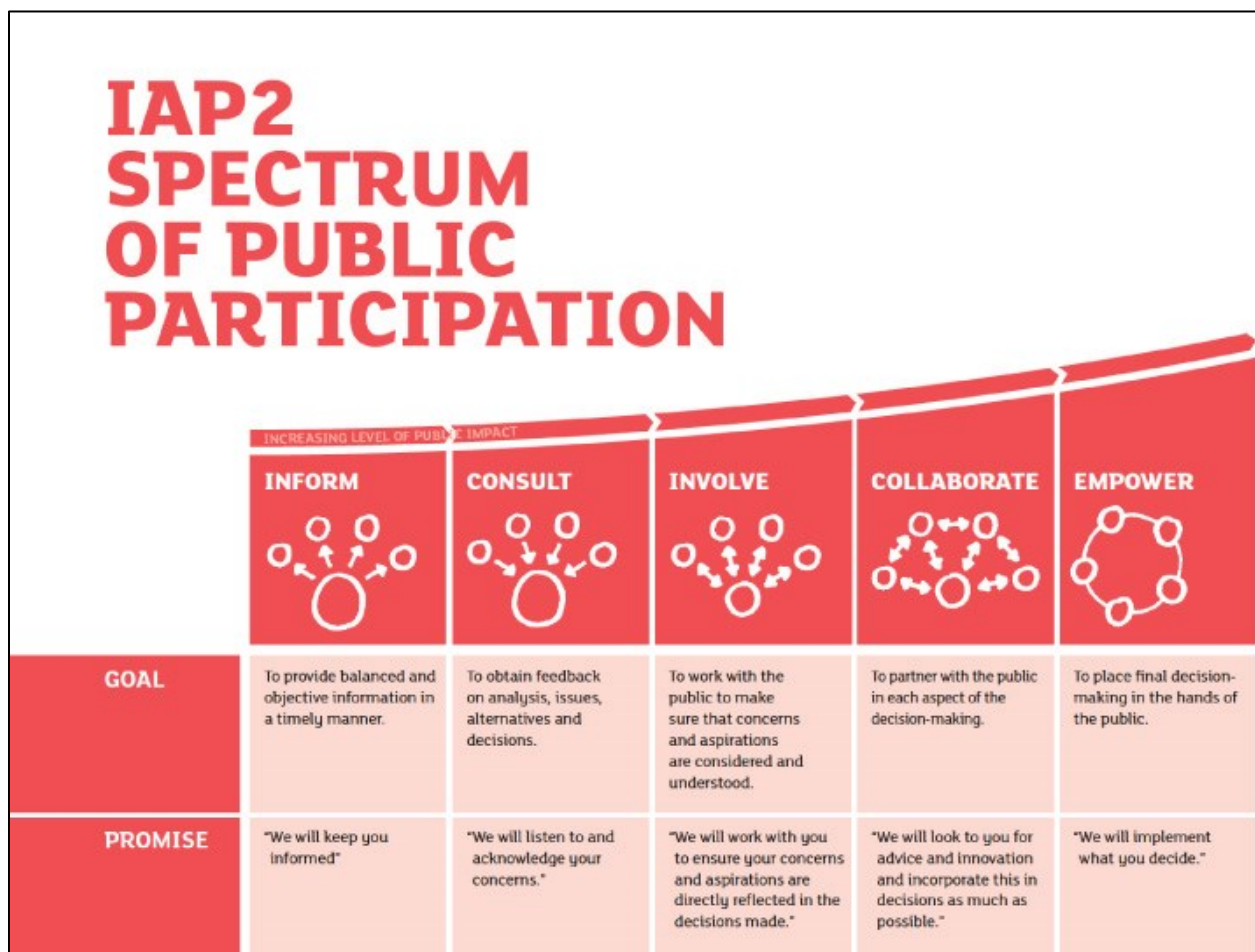 IAP2
SPECTRUM
OF PUBLIC
PARTICIPATION
INCREASING LEVEL OF PUBLIC IMPACT
INFORM
CONSULT
INVOLVE
COLLABORATE
EMPOWER
GOAL
To provide balanced and
objective information in
a timely manner.
To obtain feedback
on analysis, issues,
alternatives and
decisions.
To work with the
public to make
sure that concerns
and aspirations
are considered and
understood.
To partner with the public
in each aspect of the
decision-making.
To place final decision-
making in the hands of
the public.
PROMISE
"We will keep you
informed"
"We will listen to and
acknowledge your
concerns."
"We will work with you
to ensure your concerns
and aspirations are
directly reflected in the
decisions made."
"We will look to you for
advice and innovation
and incorporate this in
decisions as much as
possible."
"We will implement
what you decide."